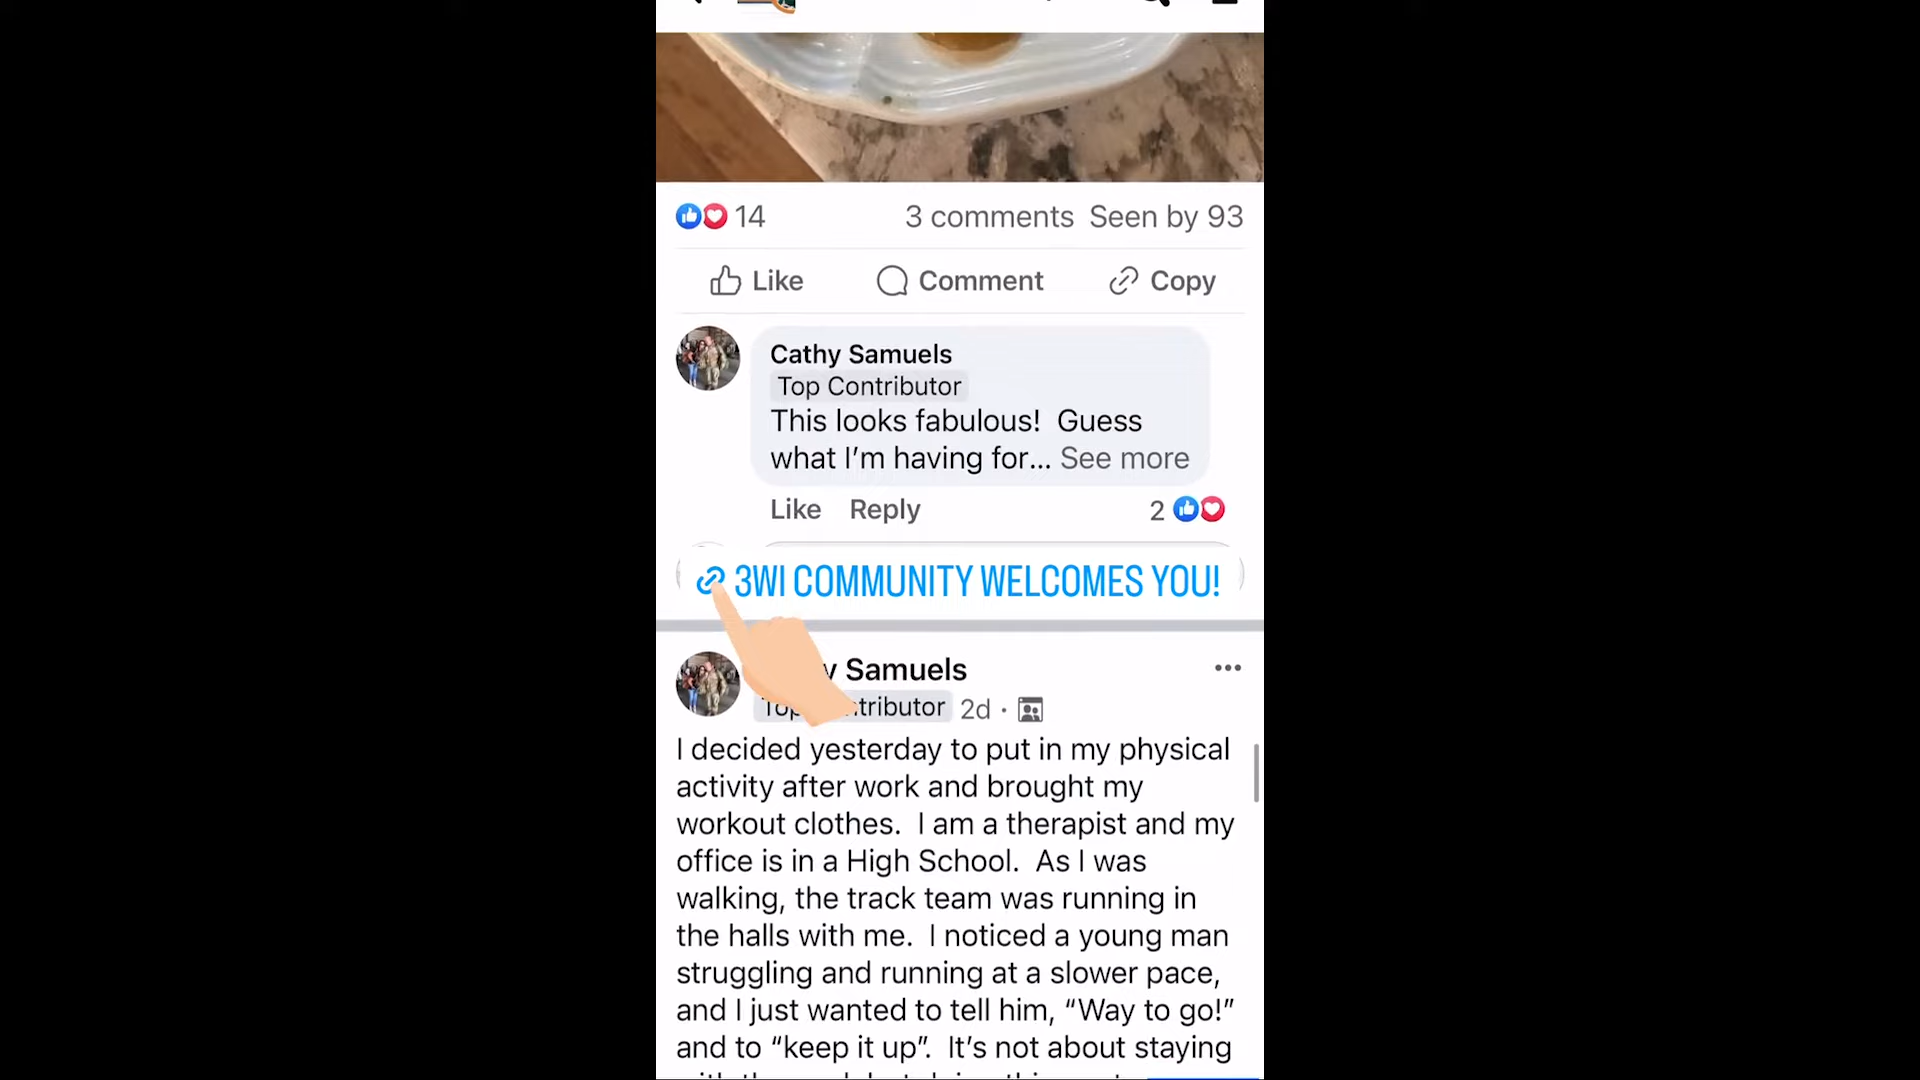 14
3 comments Seen by 93
Like Comment Copy
Cathy Samuels
Top Contributor
This looks fabulous! Guess
what I’m having for... See more
Like Reply 2
3WI COMMUNITY WELCOMES YOU!
Samuels
2d
I decided yesterday to put in my physical
activity after work and brought my
workout clothes. I am a therapist and my
office is in a High School. As I was
walking, the track team was running in
the halls with me. I noticed a young man
struggling and running at a slower pace,
and I just wanted to tell him, “Way to go!”
and to “keep it up”. It’s not about staying